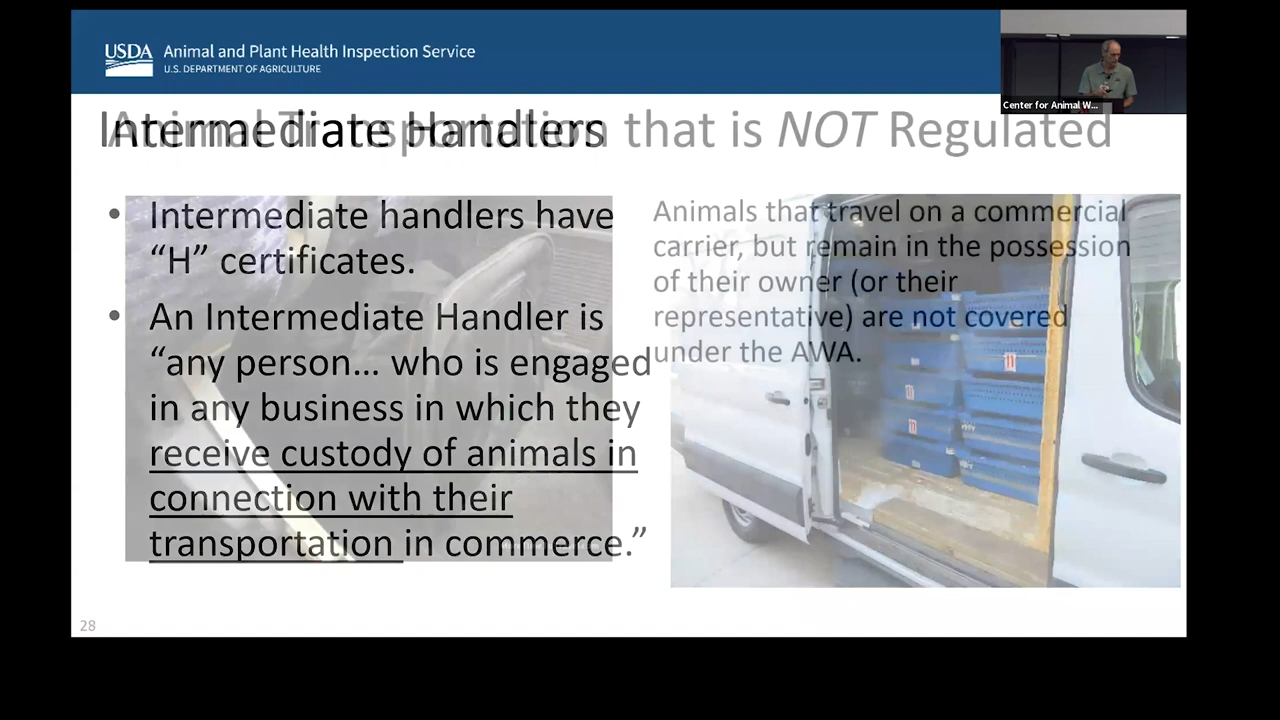 USDA Animal and Plant Health Inspection Service
U.S. DEPARTMENT OF AGRICULTURE
Center for Animal W...
Intermediate Handlers
Animal Transportation that is NOT Regulated
• Intermediate handlers have
“H” certificates.
• An Intermediate Handler is
“any person... who is engaged
in any business in which they
receive custody of animals in
connection with their
transportation in commerce.”
Animals that travel on a commercial
carrier, but remain in the possession
of their owner (or their
representative) are not covered
under the AWA.
28